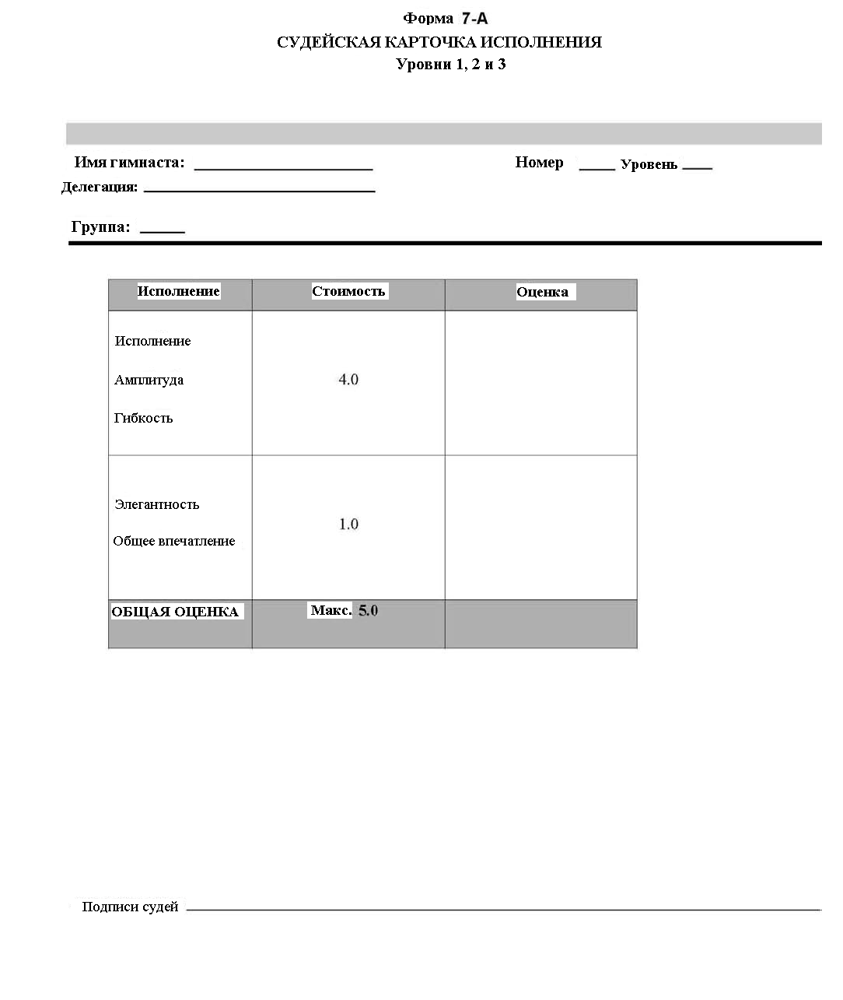 Форма 7-А
СУДЕЙСКАЯ КАРТОЧКА ИСПОЛНЕНИЯ
Уровни 1, 2 и 3
Имя гимнаста: Номер Уровень
Делегация:
Группа:
Исполнение Стоимость Оценка
Исполнение
Амплитуда 4.0
Гибкость
Элегантность
1.0
Общее впечатление
ОБЩАЯ ОЦЕНКА Макс. 5.0
Подписи судей